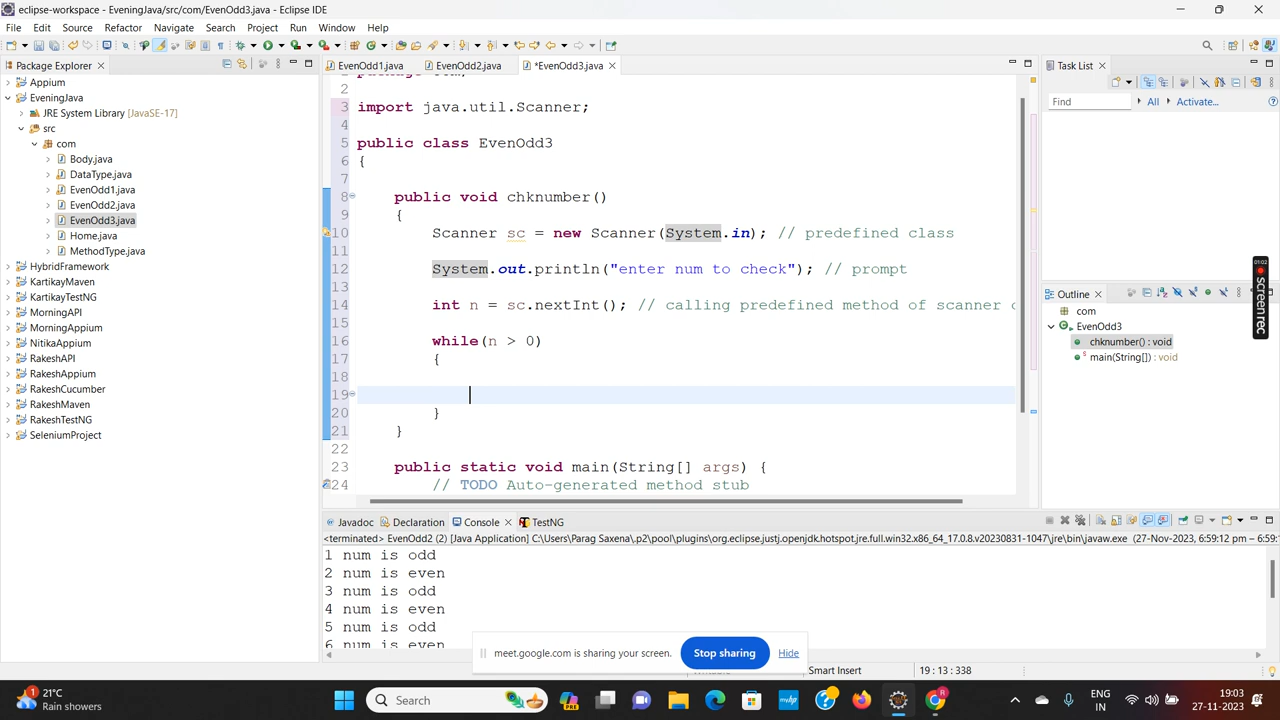 eclipse-workspace - EveningJava/src/com/EvenOdd3.java - Eclipse IDE
File Edit Source Refactor Navigate Search Project Run Window Help
Package Explorer
EvenOdd1.java EvenOdd2.java *EvenOdd3.java
Task List
Appium
EveningJava
JRE System Library [JavaSE-17]
src
com
Body.java
DataType.java
EvenOdd1.java
EvenOdd2.java
EvenOdd3.java
Home.java
MethodType.java
HybridFramework
KartikayMaven
KartikayTestNG
MorningAPI
MorningAppium
NitikaAppium
RakeshAPI
RakeshAppium
RakeshCucumber
RakeshMaven
RakeshTestNG
SeleniumProject
2
3 import java.util.Scanner;
4
5 public class EvenOdd3
6 {
7
8 public void chknumber()
9 {
10 Scanner sc = new Scanner(System.in); // predefined class
11
12 System.out.println("enter num to check"); // prompt
13
14 int n = sc.nextInt(); // calling predefined method of scanner
15
16 while(n > 0)
17 {
18
19
20 }
21 }
22
23 public static void main(String[] args) {
24 // TODO Auto-generated method stub
Find All Activate...
01:02
screenrec
Outline
com
EvenOdd3
chknumber() : void
main(String[]) : void
Javadoc Declaration Console TestNG
<terminated> EvenOdd2 (2) [Java Application] C:\Users\Parag Saxena\.p2\pool\plugins\org.eclipse.justj.openjdk.hotspot.jre.full.win32.x86_64_17.0.8.v20230831-1047\jre\bin\javaw.exe (27-Nov-2023, 6:59:12 pm – 6:59:1
1 num is odd
2 num is even
3 num is odd
4 num is even
5 num is odd
6 num is even
meet.google.com is sharing your screen. Stop sharing Hide
Smart Insert 19 : 13 : 338
21°C
Rain showers
Search
ENG
IN
19:03
27-11-2023